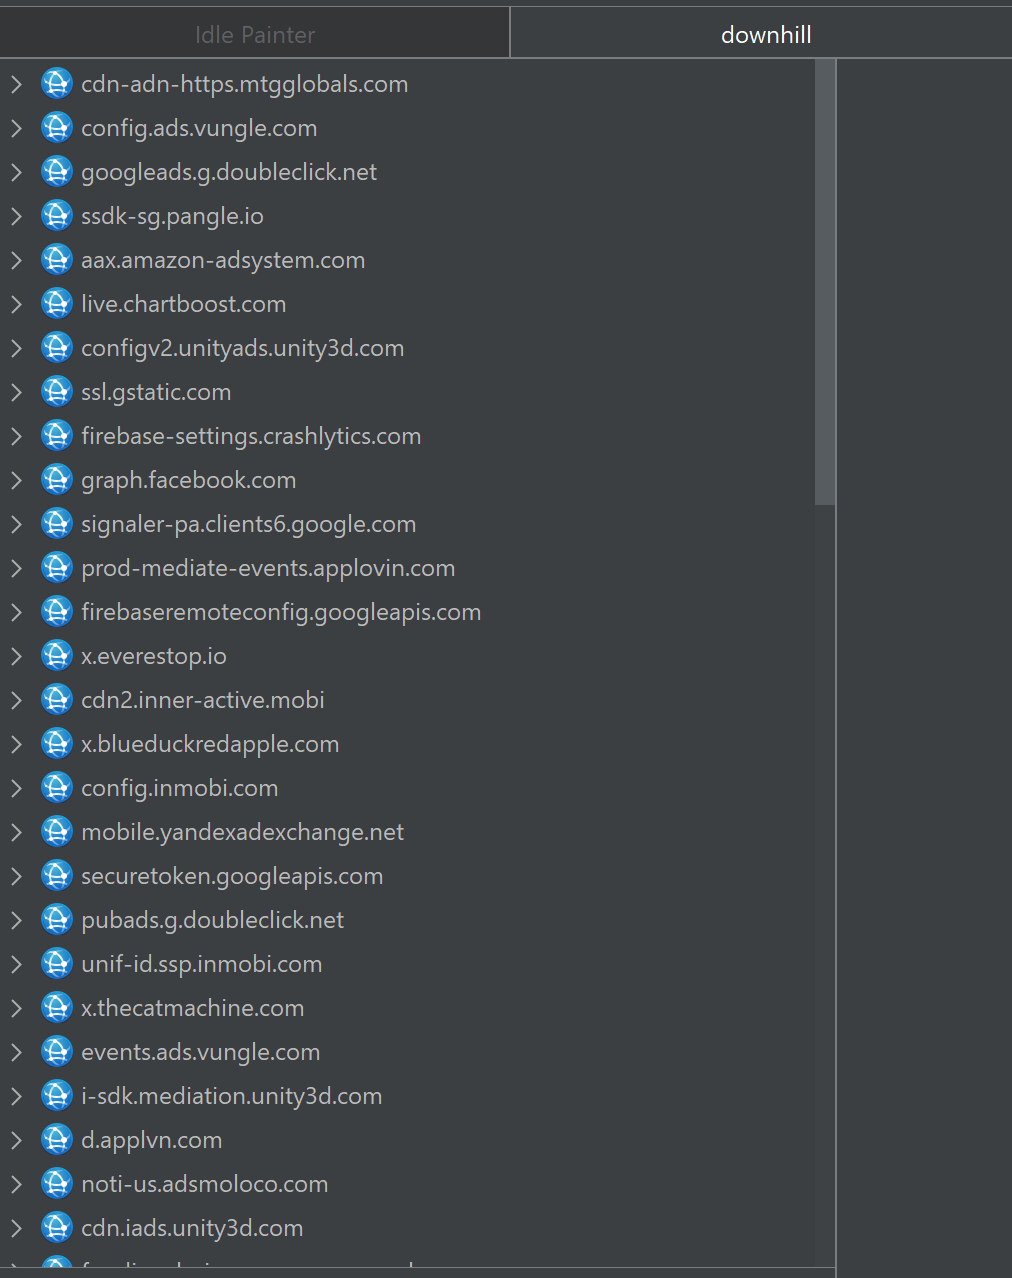 Idle Painter
downhill
cdn-adn-https.mtgglobals.com
config.ads.vungle.com
googleads.g.doubleclick.net
ssdk-sg.pangle.io
aax.amazon-adsystem.com
live.chartboost.com
configv2.unityads.unity3d.com
ssl.gstatic.com
firebase-settings.crashlytics.com
graph.facebook.com
signaler-pa.clients6.google.com
prod-mediate-events.applovin.com
firebaseremoteconfig.googleapis.com
x.everestop.io
cdn2.inner-active.mobi
x.blueduckredapple.com
config.inmobi.com
mobile.yandexadexchange.net
securetoken.googleapis.com
pubads.g.doubleclick.net
unif-id.ssp.inmobi.com
x.thecatmachine.com
events.ads.vungle.com
i-sdk.mediation.unity3d.com
d.applvn.com
noti-us.adsmoloco.com
cdn.iads.unity3d.com